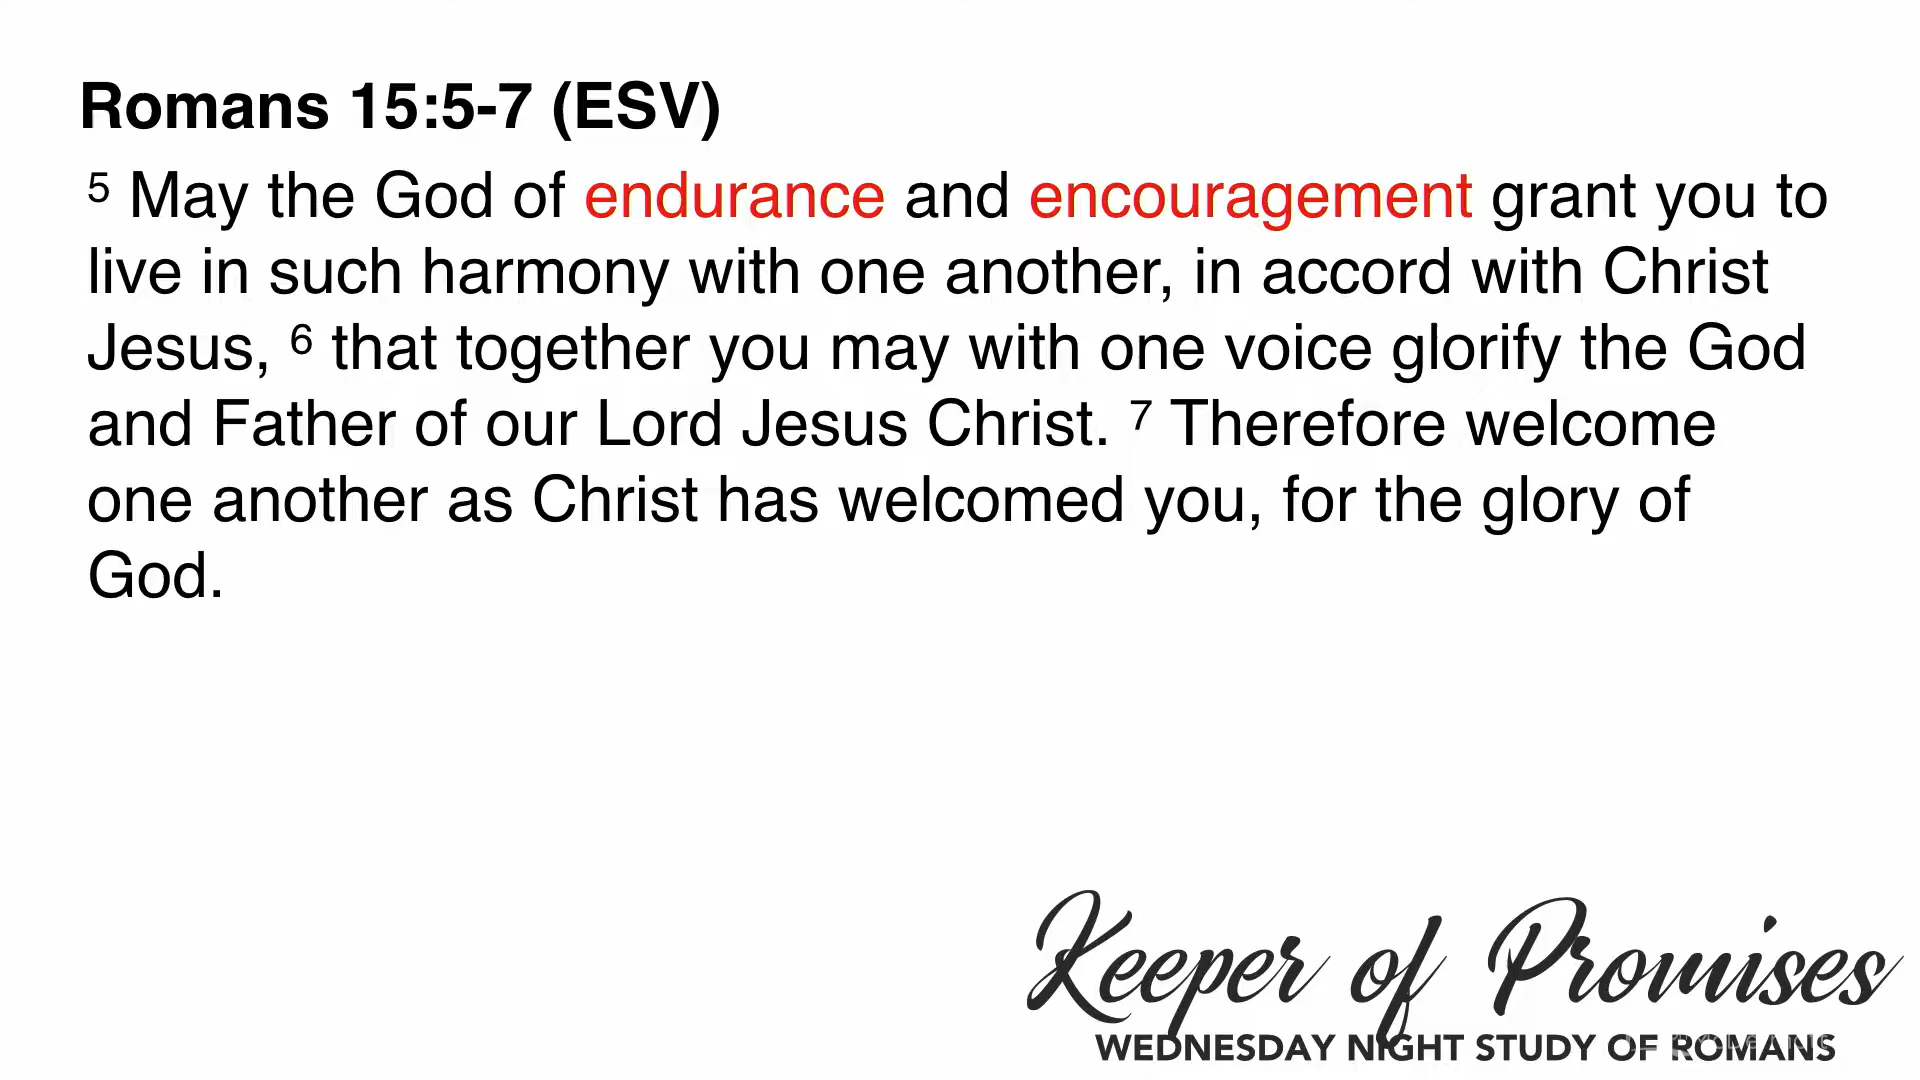 Romans 15:5-7 (ESV)
⁵ May the God of endurance and encouragement grant you to
live in such harmony with one another, in accord with Christ
Jesus, ⁶ that together you may with one voice glorify the God
and Father of our Lord Jesus Christ. ⁷ Therefore welcome
one another as Christ has welcomed you, for the glory of
God.
Keeper of Promises
WEDNESDAY NIGHT STUDY OF ROMANS